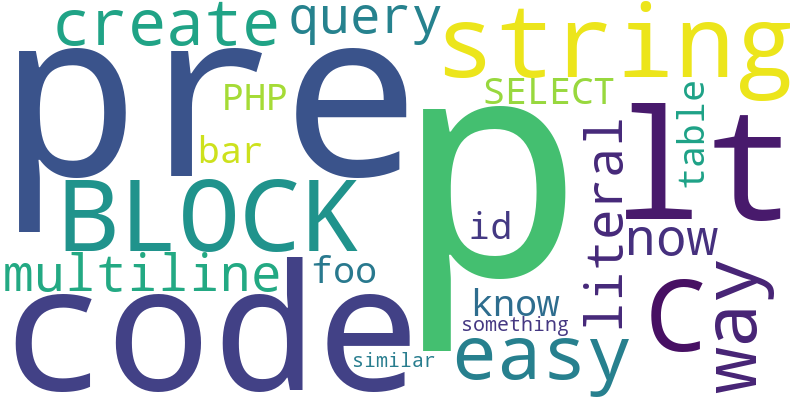 create
query
string
pre
PHP
SELECT
bar
p
lt
table
BLOCK
literal
id
now
multiline
foo
code
know
something
c
way
similar
easy